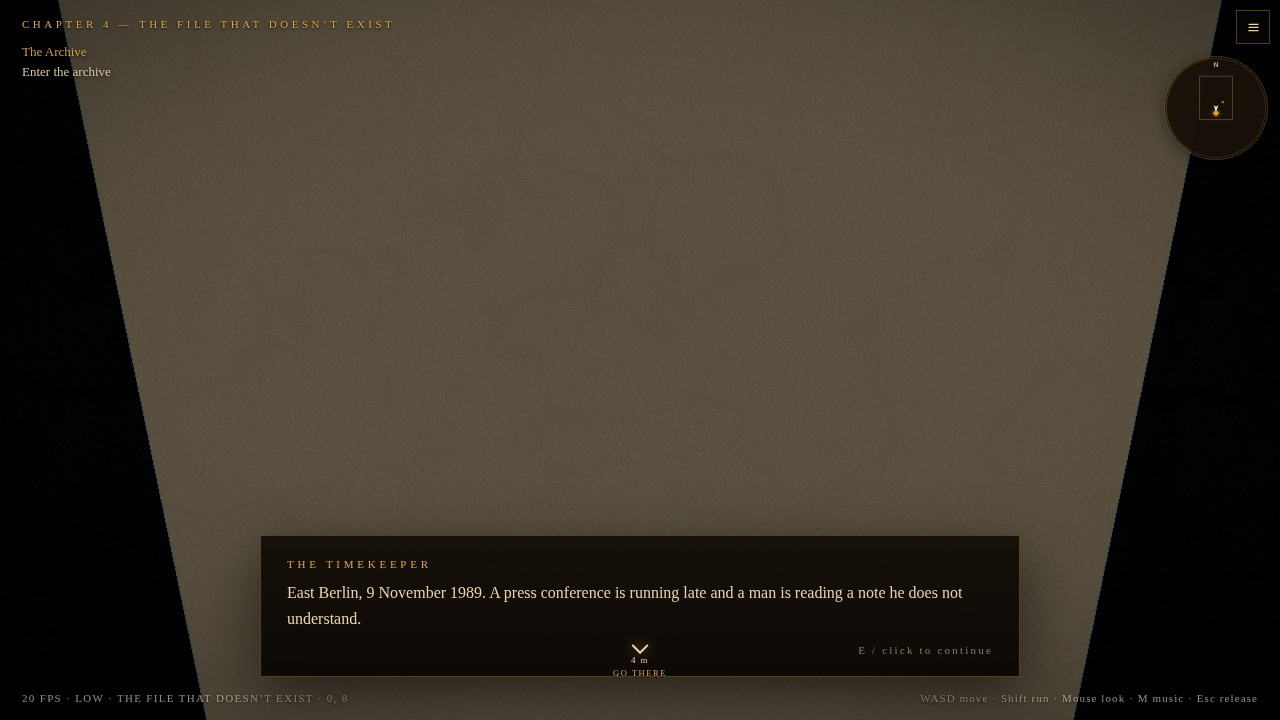 CHAPTER 4 — THE FILE THAT DOESN'T EXIST
The Archive
Enter the archive
N
THE TIMEKEEPER
East Berlin, 9 November 1989. A press conference is running late and a man is reading a note he does not
understand.
E / click to continue
4 m
GO THERE
20 FPS · LOW · THE FILE THAT DOESN'T EXIST · 0, 8
WASD move · Shift run · Mouse look · M music · Esc release